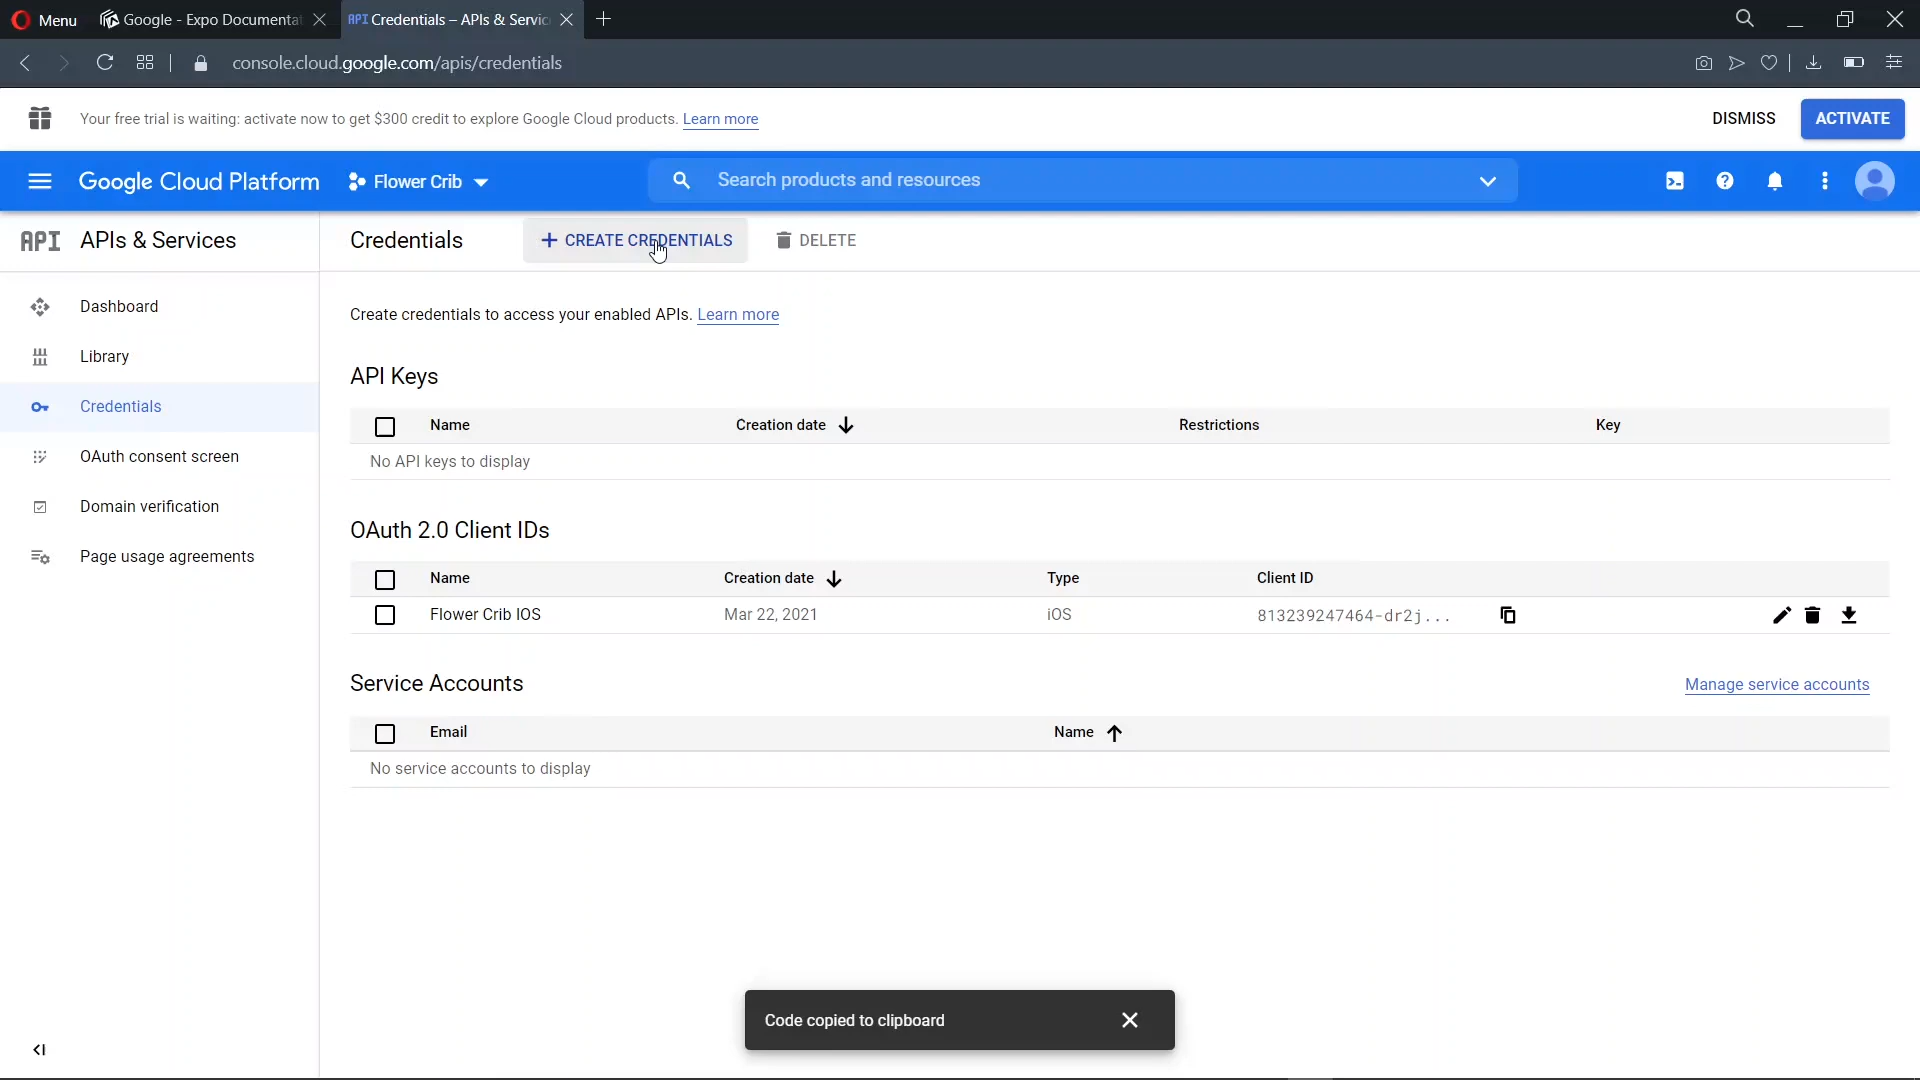 Menu
Google - Expo Documentat
API Credentials – APIs & Servic
console.cloud.google.com/apis/credentials
Your free trial is waiting: activate now to get $300 credit to explore Google Cloud products. Learn more
DISMISS
ACTIVATE
Google Cloud Platform
Flower Crib
Search products and resources
API APIs & Services
Credentials
+ CREATE CREDENTIALS
DELETE
Dashboard
Library
Credentials
OAuth consent screen
Domain verification
Page usage agreements
Create credentials to access your enabled APIs. Learn more
API Keys
Name Creation date Restrictions Key
No API keys to display
OAuth 2.0 Client IDs
Name Creation date Type Client ID
Flower Crib IOS Mar 22, 2021 iOS 813239247464-dr2j...
Service Accounts
Manage service accounts
Email Name
No service accounts to display
Code copied to clipboard